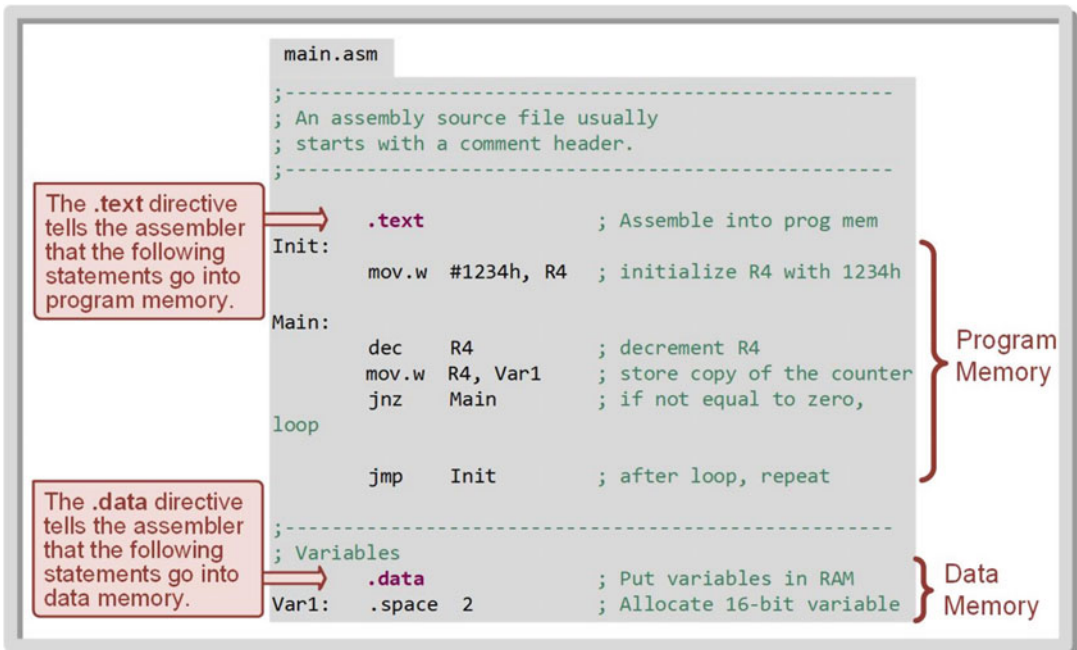 main.asm
;-----------------------------------------------------
; An assembly source file usually
; starts with a comment header.
;-----------------------------------------------------
The .text directive
tells the assembler
that the following
statements go into
program memory.
.text ; Assemble into prog mem
Init:
mov.w #1234h, R4 ; initialize R4 with 1234h
Main:
dec R4 ; decrement R4
mov.w R4, Var1 ; store copy of the counter
jnz Main ; if not equal to zero,
loop
jmp Init ; after loop, repeat
Program
Memory
The .data directive
tells the assembler
that the following
statements go into
data memory.
;-----------------------------------------------------
; Variables
.data ; Put variables in RAM
Var1: .space 2 ; Allocate 16-bit variable
Data
Memory